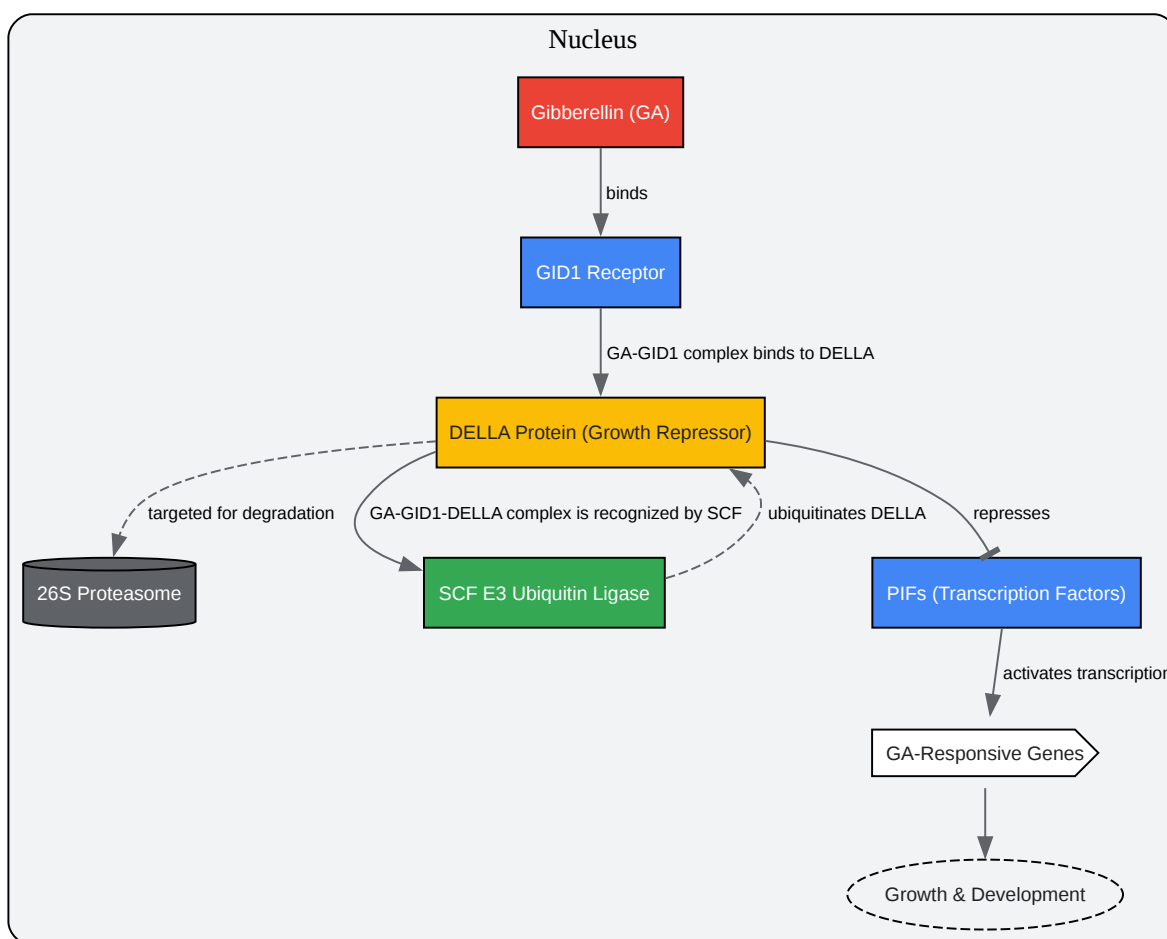 Nucleus
Gibberellin (GA)
binds
GID1 Receptor
GA-GID1 complex binds to DELLA
DELLA Protein (Growth Repressor)
targeted for degradation
GA-GID1-DELLA complex is recognized by SCF
ubiquitinates DELLA
represses
26S Proteasome
SCF E3 Ubiquitin Ligase
PIFs (Transcription Factors)
activates transcription
GA-Responsive Genes
Growth & Development